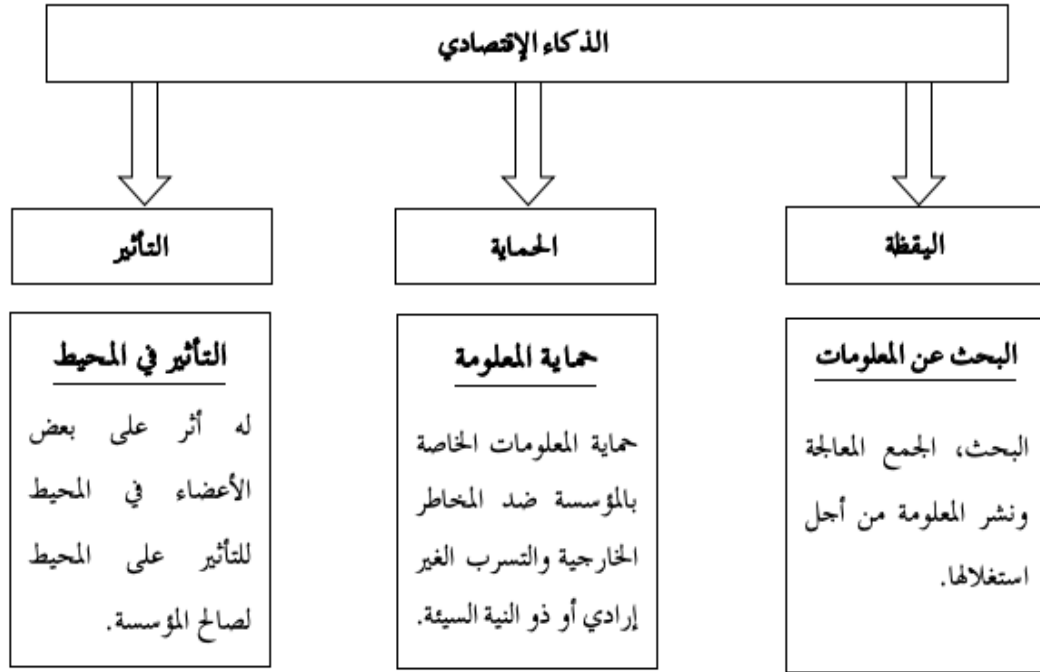 الذكاء الإقتصادي
اليقظة
الحماية
التأثير
البحث عن المعلومات
البحث، الجمع المعالجة
ونشر المعلومة من أجل
استغلالها.
حماية المعلومة
حماية المعلومات الخاصة
بالمؤسسة ضد المخاطر
الخارجية والتسرب الغير
إرادي أو ذو النية السيئة.
التأثير في المحيط
له أثر على بعض
الأعضاء في المحيط
للتأثير على المحيط
لصالح المؤسسة.